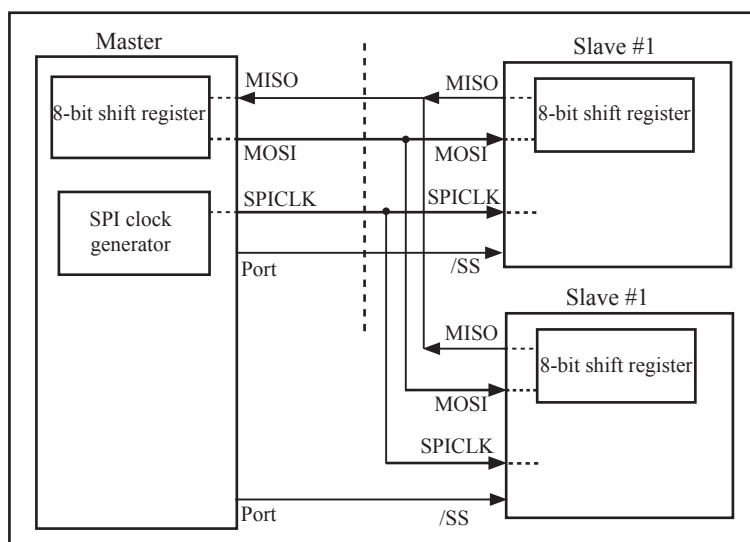 Master
Slave #1
8-bit shift register
MISO
MISO
8-bit shift register
MOSI
MOSI
SPI clock
generator
SPICLK
SPICLK
Port
/SS
Slave #1
MISO
8-bit shift register
MOSI
SPICLK
Port
/SS